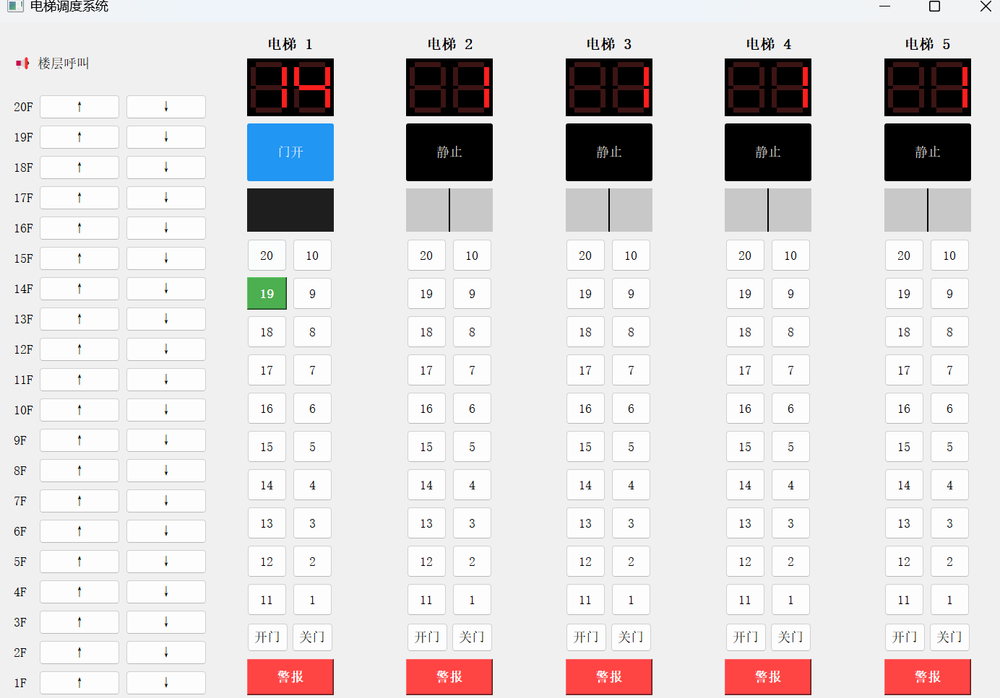 电梯调度系统
电梯 1 电梯 2 电梯 3 电梯 4 电梯 5
楼层呼叫
14 1 1 1 1
20F ↑ ↓
19F ↑ ↓
18F ↑ ↓
17F ↑ ↓
16F ↑ ↓
15F ↑ ↓
14F ↑ ↓
13F ↑ ↓
12F ↑ ↓
11F ↑ ↓
10F ↑ ↓
9F ↑ ↓
8F ↑ ↓
7F ↑ ↓
6F ↑ ↓
5F ↑ ↓
4F ↑ ↓
3F ↑ ↓
2F ↑ ↓
1F ↑ ↓
门开 静止 静止 静止 静止
20 10 20 10 20 10 20 10 20 10
19 9 19 9 19 9 19 9 19 9
18 8 18 8 18 8 18 8 18 8
17 7 17 7 17 7 17 7 17 7
16 6 16 6 16 6 16 6 16 6
15 5 15 5 15 5 15 5 15 5
14 4 14 4 14 4 14 4 14 4
13 3 13 3 13 3 13 3 13 3
12 2 12 2 12 2 12 2 12 2
11 1 11 1 11 1 11 1 11 1
开门 关门 开门 关门 开门 关门 开门 关门 开门 关门
警报 警报 警报 警报 警报